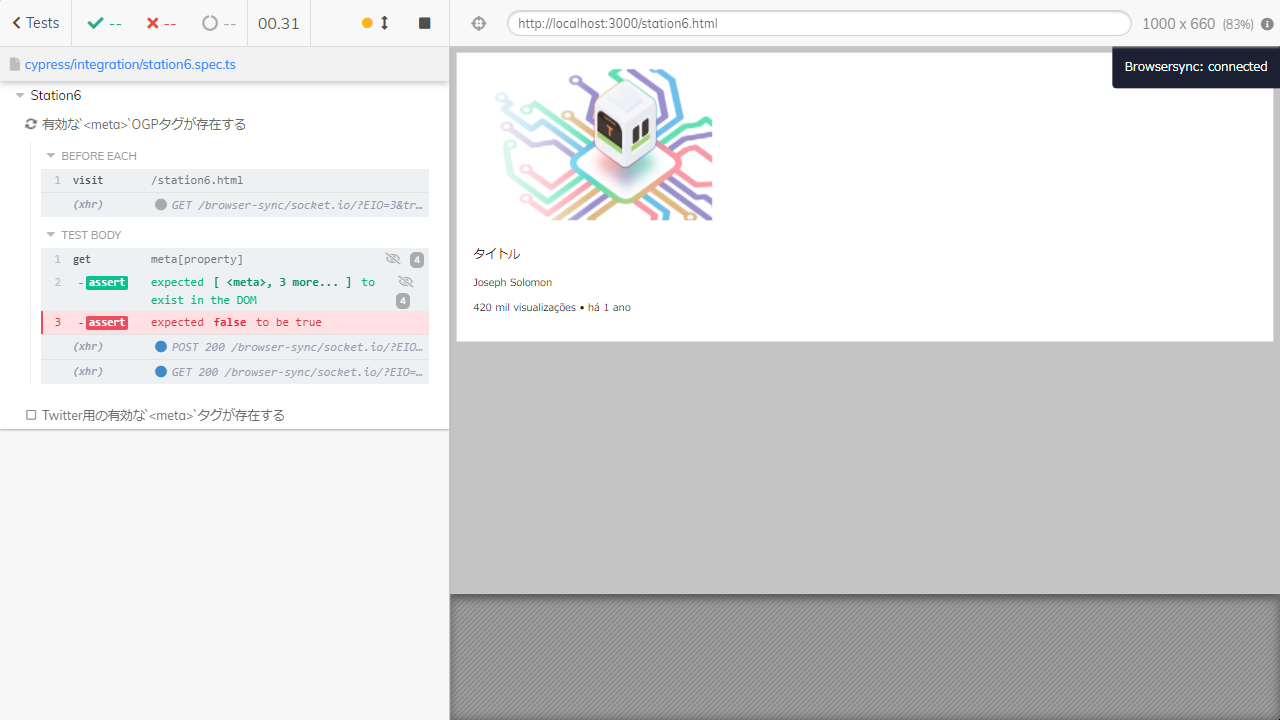 Tests
--
--
--
00.31
http://localhost:3000/station6.html
1000 x 660 (83%)
cypress/integration/station6.spec.ts
Browsersync: connected
Station6
有効な`<meta>`OGPタグが存在する
BEFORE EACH
1 visit /station6.html
(xhr) GET /browser-sync/socket.io/?EIO=3&tr…
TEST BODY
1 get meta[property] 4
2 -assert expected [ <meta>, 3 more... ] to
exist in the DOM 4
3 -assert expected false to be true
(xhr) POST 200 /browser-sync/socket.io/?EIO…
(xhr) GET 200 /browser-sync/socket.io/?EIO=…
Twitter用の有効な`<meta>`タグが存在する
T
タイトル
Joseph Solomon
420 mil visualizações • há 1 ano